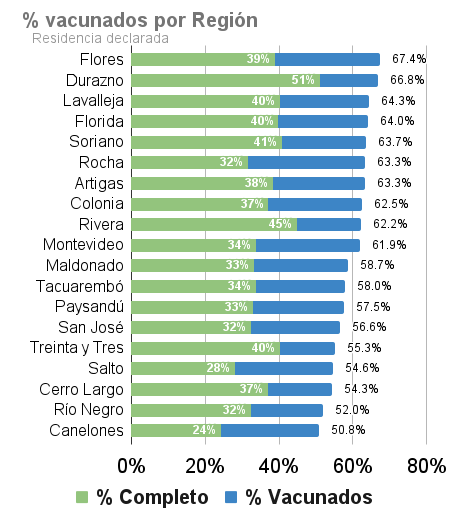 % vacunados por Región
Residencia declarada
Flores 39% 67.4%
Durazno 51% 66.8%
Lavalleja 40% 64.3%
Florida 40% 64.0%
Soriano 41% 63.7%
Rocha 32% 63.3%
Artigas 38% 63.3%
Colonia 37% 62.5%
Rivera 45% 62.2%
Montevideo 34% 61.9%
Maldonado 33% 58.7%
Tacuarembó 34% 58.0%
Paysandú 33% 57.5%
San José 32% 56.6%
Treinta y Tres 40% 55.3%
Salto 28% 54.6%
Cerro Largo 37% 54.3%
Río Negro 32% 52.0%
Canelones 24% 50.8%
0% 20% 40% 60% 80%
% Completo % Vacunados